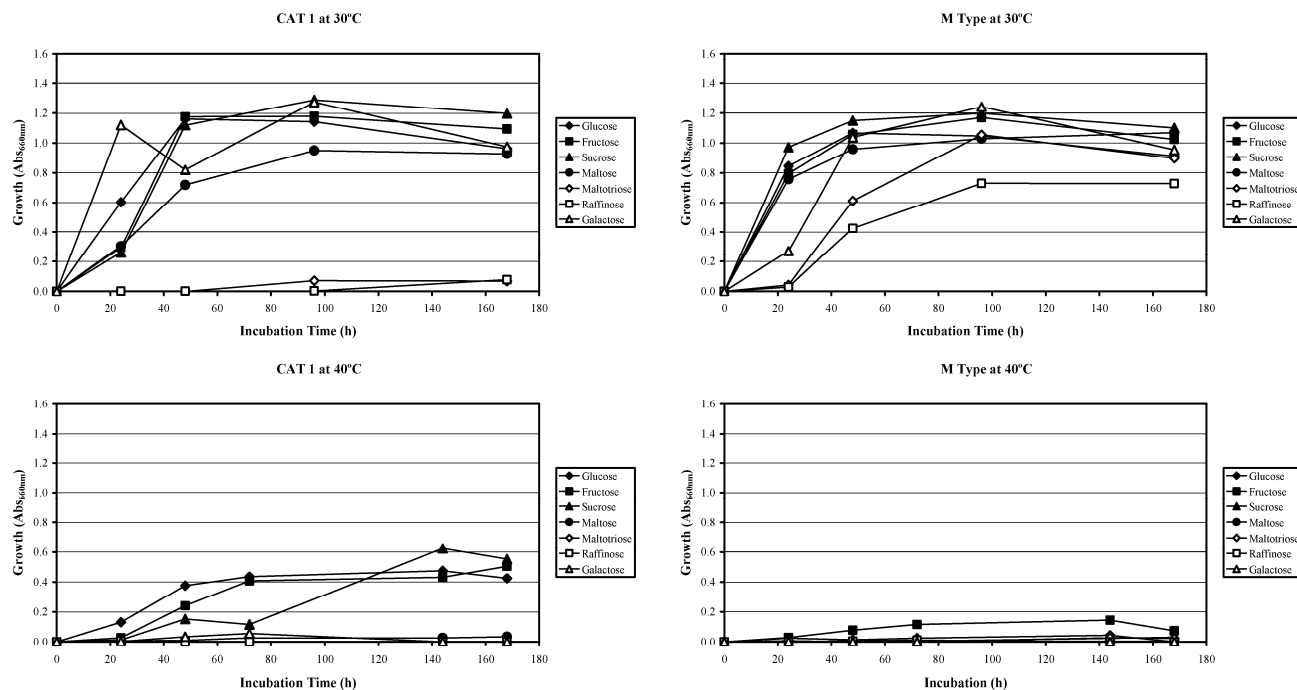 CAT 1 at 30ºC
Growth (Abs660nm)
1.6
1.4
1.2
1.0
0.8
0.6
0.4
0.2
0.0
0 20 40 60 80 100 120 140 160 180
Incubation Time (h)
Glucose
Fructose
Sucrose
Maltose
Maltotriose
Raffinose
Galactose
M Type at 30ºC
Growth (Abs660nm)
1.6
1.4
1.2
1.0
0.8
0.6
0.4
0.2
0.0
0 20 40 60 80 100 120 140 160 180
Incubation Time (h)
Glucose
Fructose
Sucrose
Maltose
Maltotriose
Raffinose
Galactose
CAT 1 at 40ºC
Growth (Abs660nm)
1.6
1.4
1.2
1.0
0.8
0.6
0.4
0.2
0.0
0 20 40 60 80 100 120 140 160 180
Incubation Time (h)
Glucose
Fructose
Sucrose
Maltose
Maltotriose
Raffinose
Galactose
M Type at 40ºC
Growth (Abs660nm)
1.6
1.4
1.2
1.0
0.8
0.6
0.4
0.2
0.0
0 20 40 60 80 100 120 140 160 180
Incubation (h)
Glucose
Fructose
Sucrose
Maltose
Maltotriose
Raffinose
Galactose